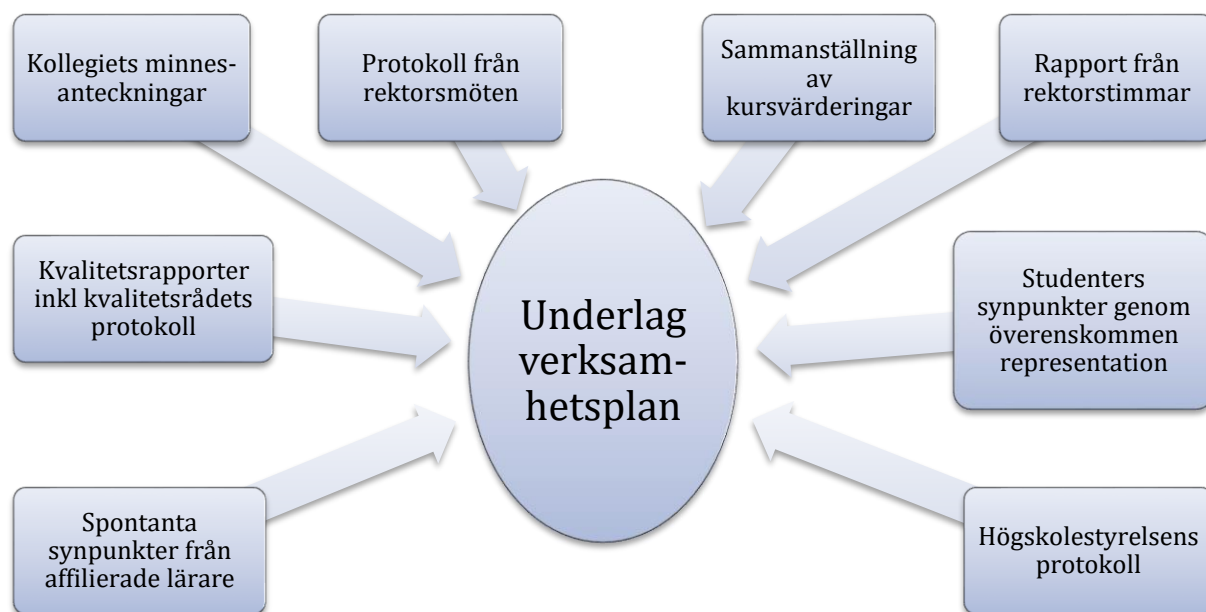 Kollegiets minnes-
anteckningar
Protokoll från
rektorsmöten
Sammanställning
av
kursvärderingar
Rapport från
rektorstimmar
Kvalitetsrapporter
inkl kvalitetsrådets
protokoll
Underlag
verksam-
hetsplan
Studenters
synpunkter genom
överenskommen
representation
Spontanta
synpunkter från
affilierade lärare
Högskolestyrelsens
protokoll